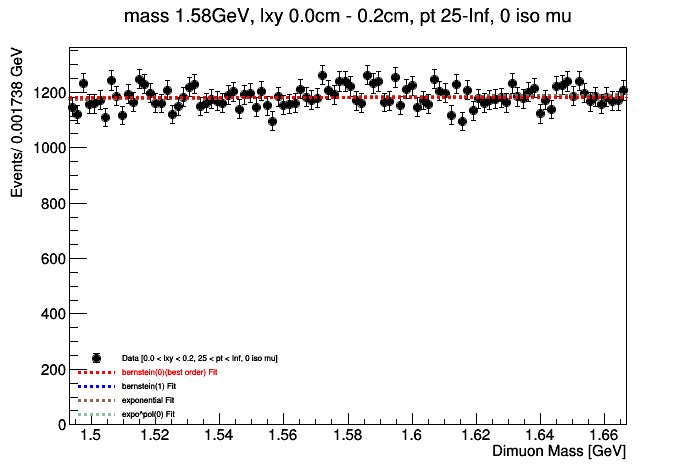 mass 1.58GeV, lxy 0.0cm - 0.2cm, pt 25-Inf, 0 iso mu
Events/ 0.001738 GeV
1200
1000
800
600
400
200
0
Data [0.0 < lxy < 0.2, 25 < pt < Inf, 0 iso mu]
bernstein(0)(best order) Fit
bernstein(1) Fit
exponential Fit
expo*pol(0) Fit
1.5 1.52 1.54 1.56 1.58 1.6 1.62 1.64 1.66
Dimuon Mass [GeV]